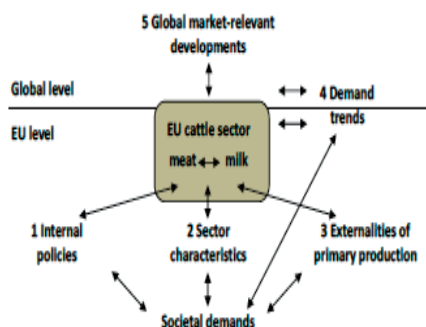 5 Global market-relevant
developments
Global level
4 Demand
trends
EU level
EU cattle sector
meat milk
1 Internal
policies
2 Sector
characteristics
3 Externalities of
primary production
Societal demands